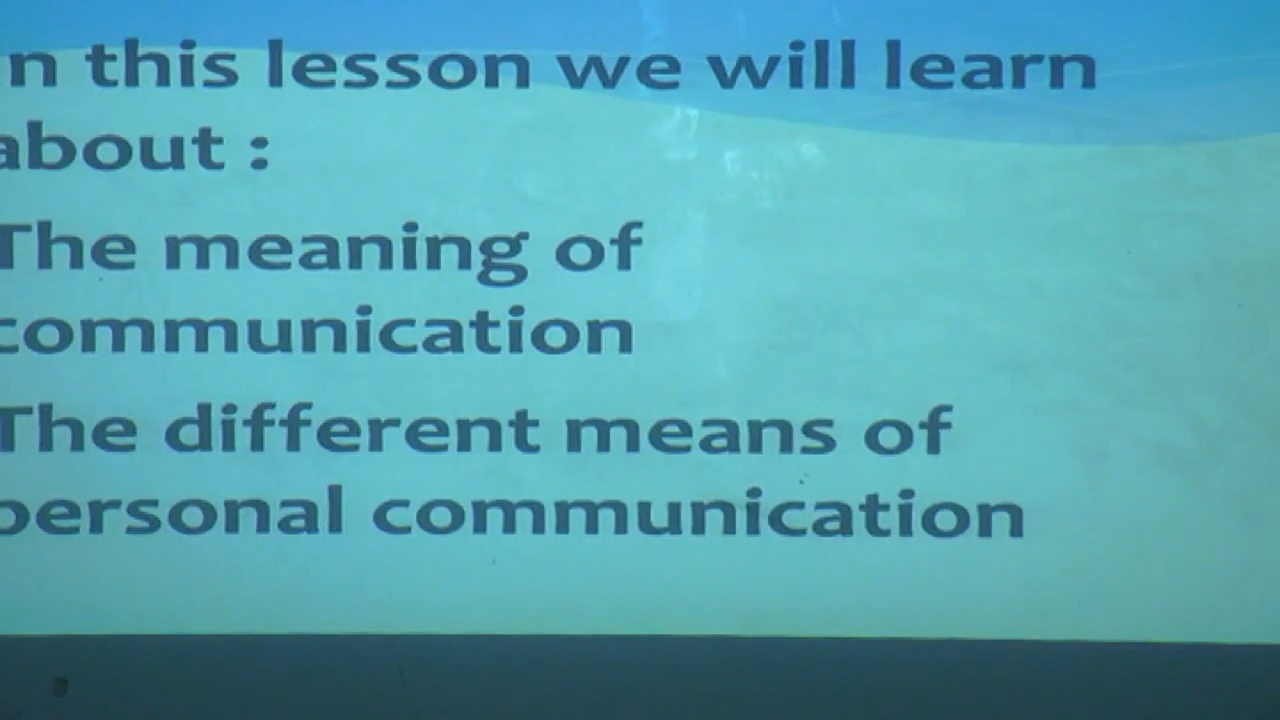 n this lesson we will learn
about :
The meaning of
communication
The different means of
personal communication